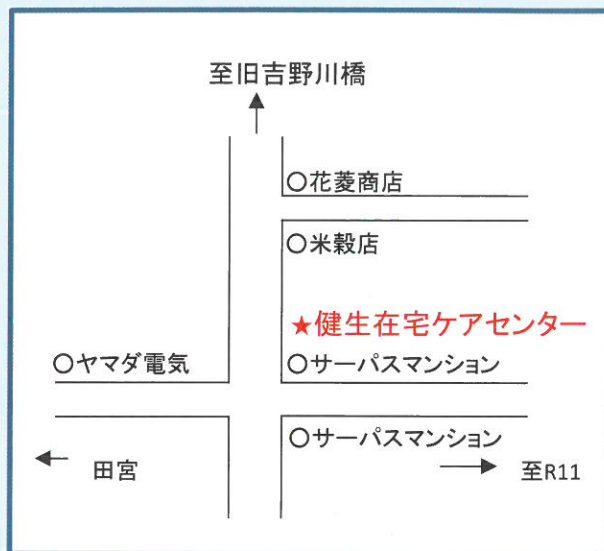 至旧吉野川橋
○花菱商店
○米穀店
★健生在宅ケアセンター
○ヤマダ電気
○サーパスマンション
○サーパスマンション
田宮
至R11